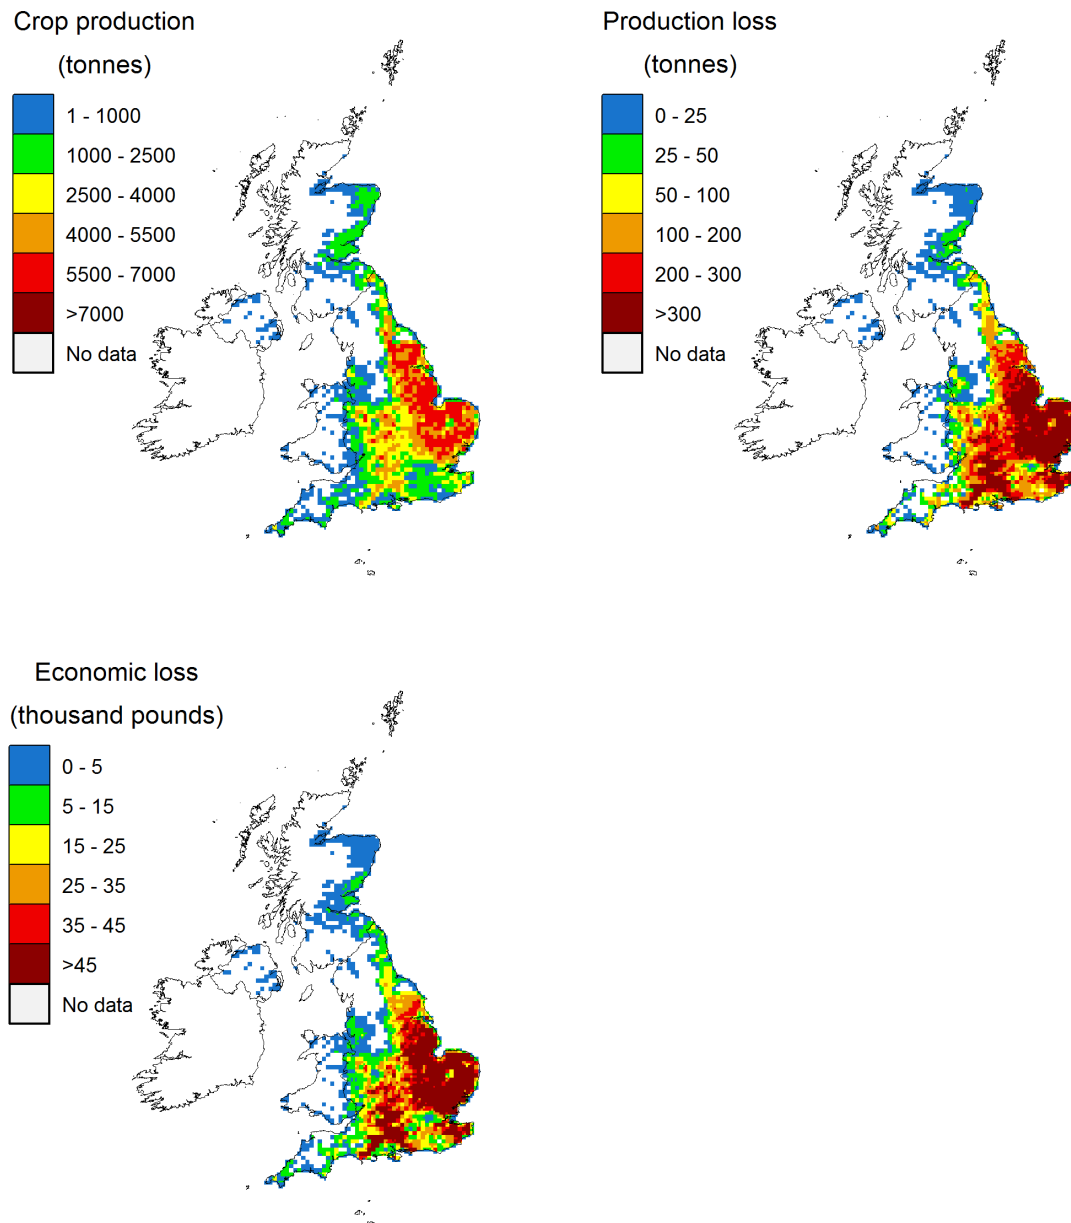 Crop production
(tonnes)
1 - 1000
1000 - 2500
2500 - 4000
4000 - 5500
5500 - 7000
>7000
No data
Production loss
(tonnes)
0 - 25
25 - 50
50 - 100
100 - 200
200 - 300
>300
No data
Economic loss
(thousand pounds)
0 - 5
5 - 15
15 - 25
25 - 35
35 - 45
>45
No data